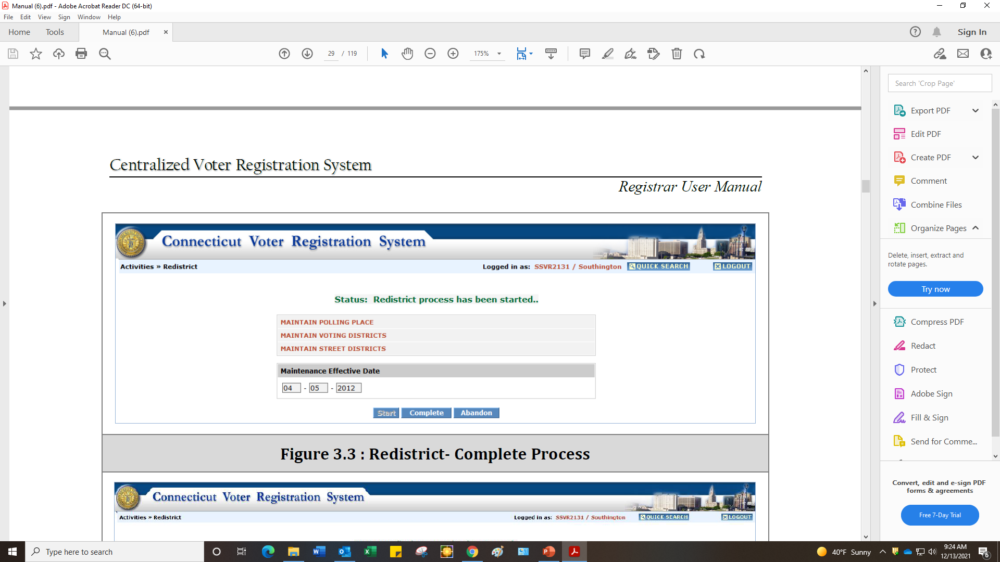 Manual (6).pdf - Adobe Acrobat Reader DC (64-bit)
File Edit View Sign Window Help
Home Tools Manual (6).pdf Sign In
29 / 119 175%
Search 'Crop Page'
Export PDF
Edit PDF
Create PDF
Comment
Combine Files
Organize Pages
Delete, insert, extract and
rotate pages.
Try now
Compress PDF
Redact
Protect
Adobe Sign
Fill & Sign
Send for Comme...
Convert, edit and e-sign PDF
forms & agreements
Free 7-Day Trial
Centralized Voter Registration System
Registrar User Manual
Connecticut Voter Registration System
Activities » Redistrict Logged in as: SSVR2131 / Southington QUICK SEARCH LOGOUT
Status: Redistrict process has been started..
MAINTAIN POLLING PLACE
MAINTAIN VOTING DISTRICTS
MAINTAIN STREET DISTRICTS
Maintenance Effective Date
04 - 05 - 2012
Start Complete Abandon
Figure 3.3 : Redistrict- Complete Process
Connecticut Voter Registration System
Activities » Redistrict Logged in as: SSVR2131 / Southington QUICK SEARCH LOGOUT
Type here to search
40°F Sunny
9:24 AM
12/13/2021
6